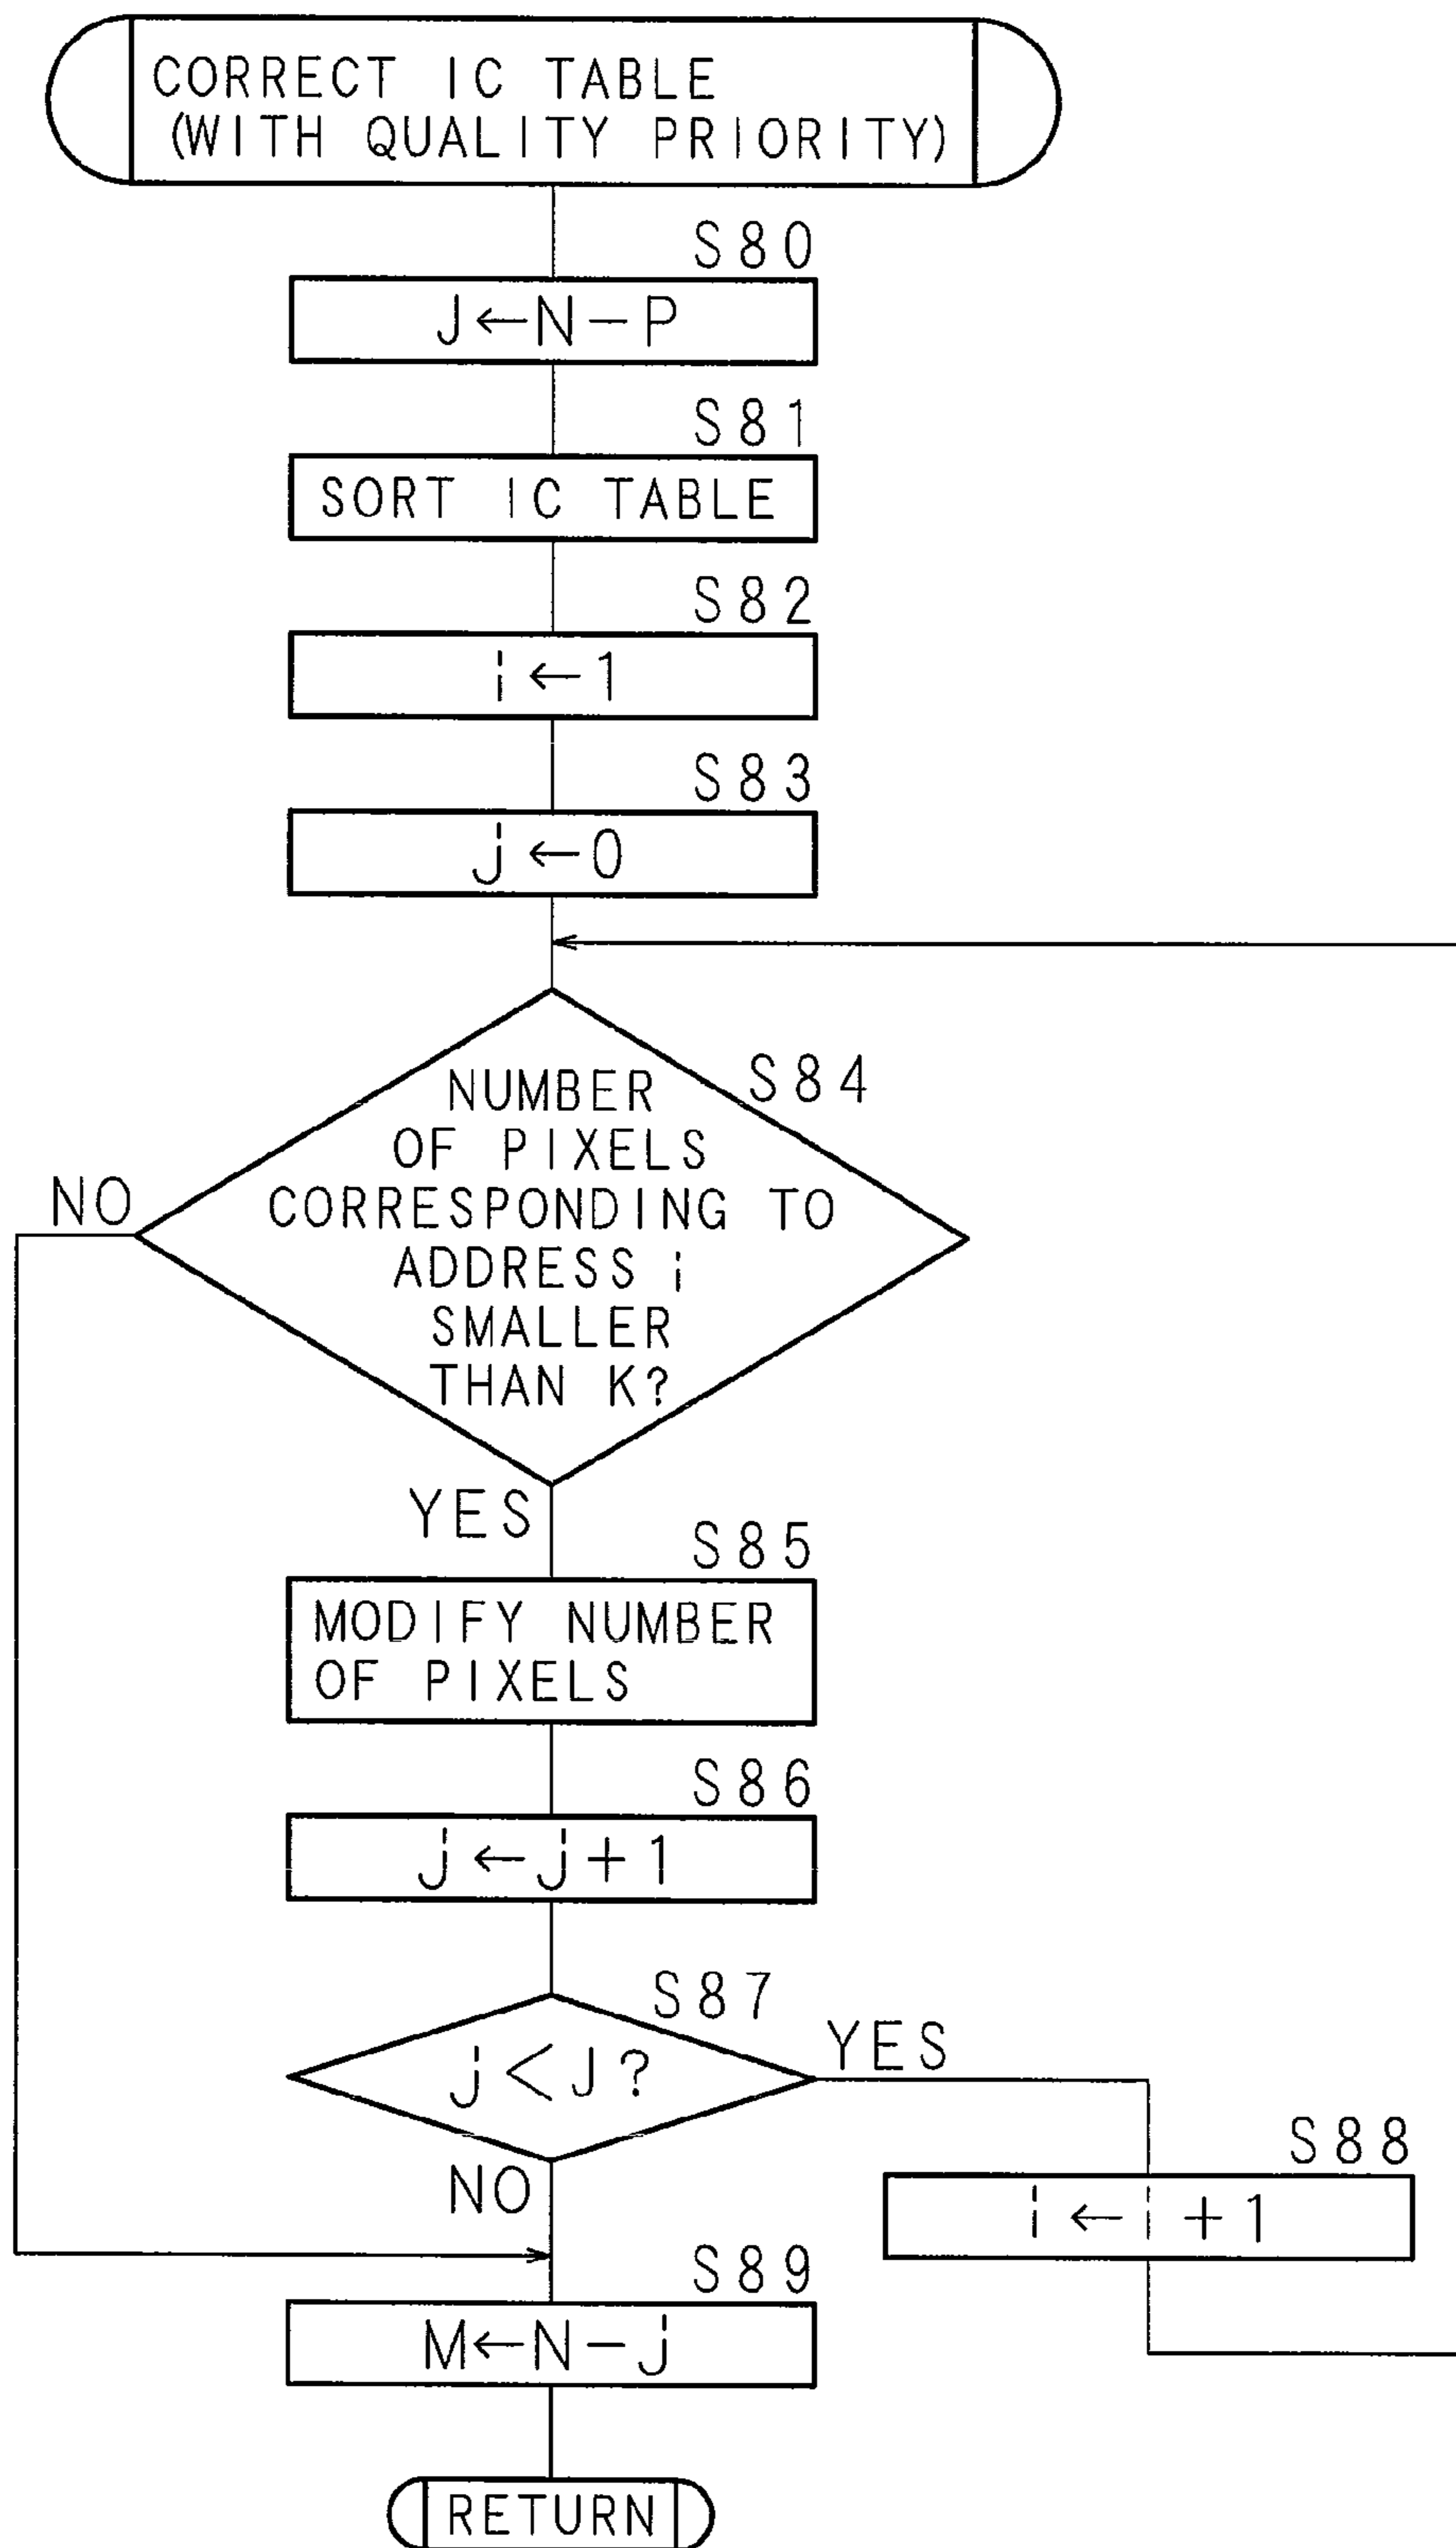 CORRECT IC TABLE
(WITH QUALITY PRIORITY)
S80
J←N−P
S81
SORT IC TABLE
S82
i←1
S83
j←0
S84
NUMBER
OF PIXELS
CORRESPONDING TO
ADDRESS i
SMALLER
THAN K?
NO
YES
S85
MODIFY NUMBER
OF PIXELS
S86
j←j+1
S87
j<J?
YES
S88
i←i+1
NO
S89
M←N−j
RETURN